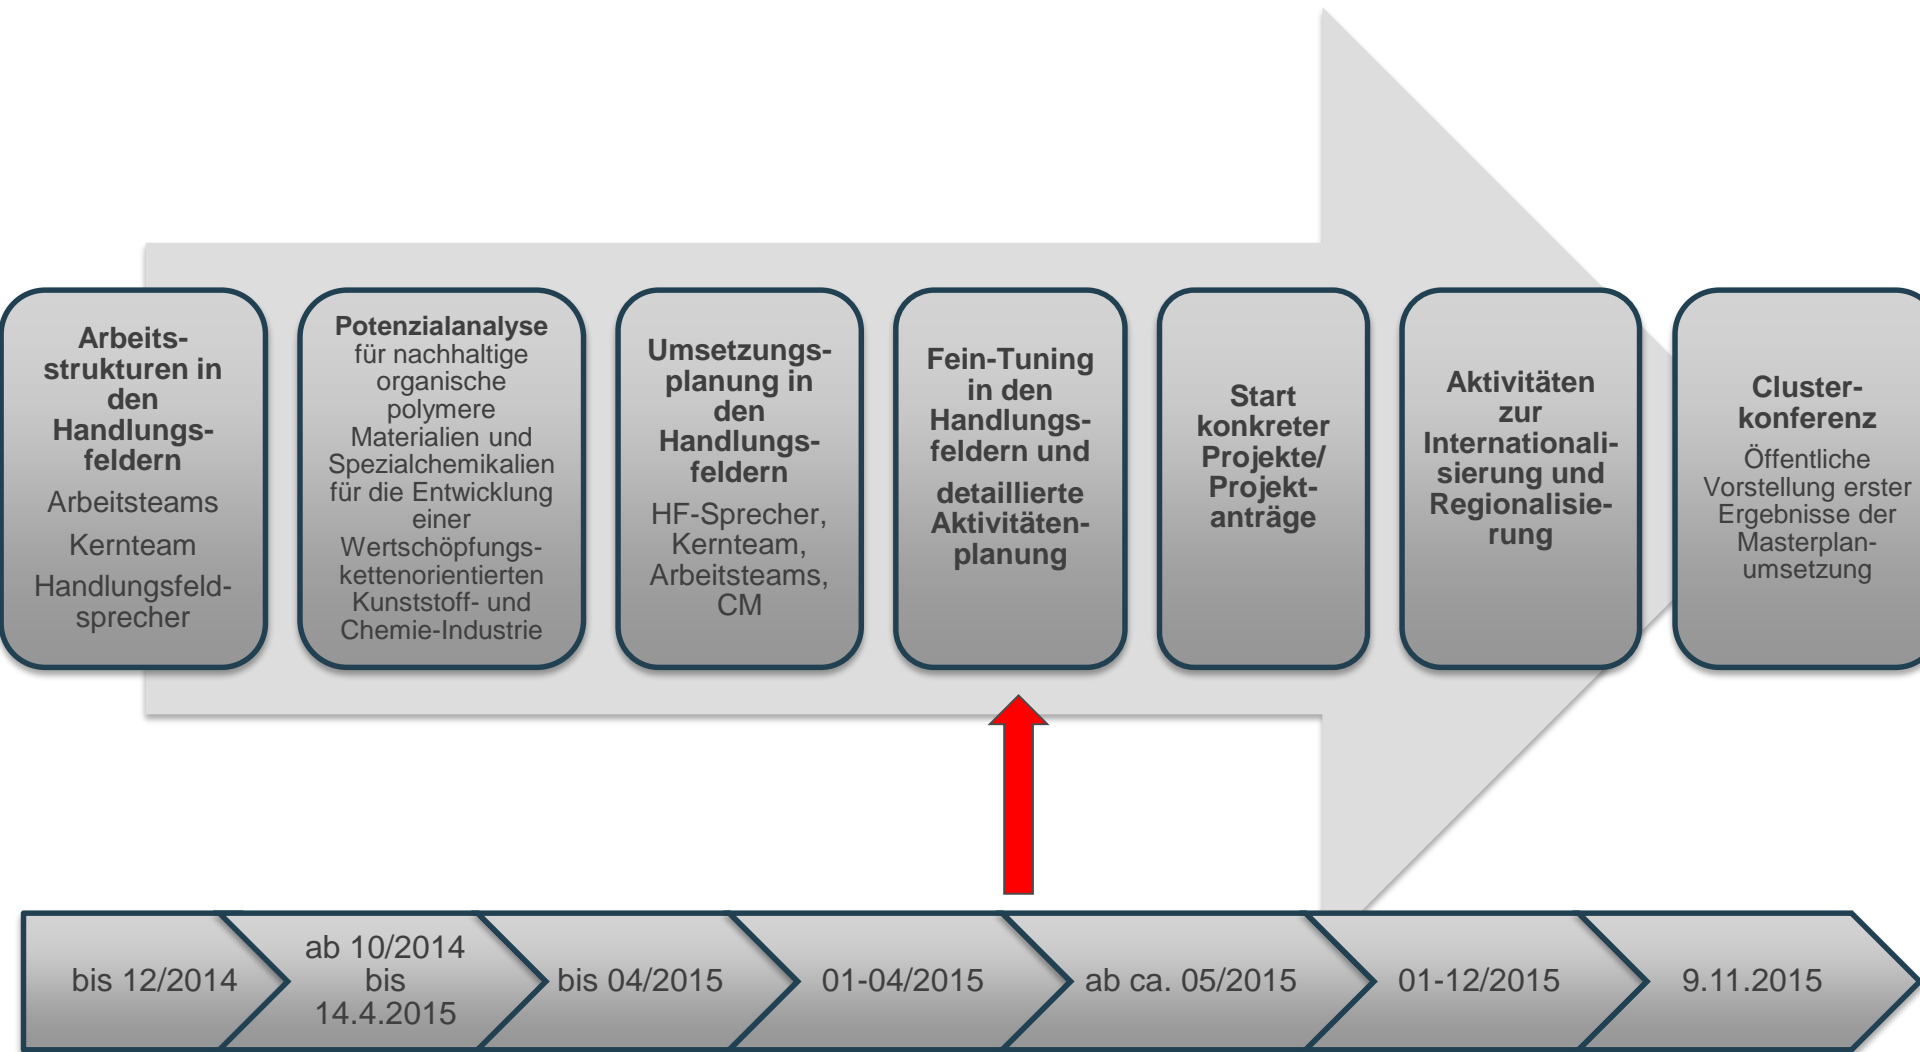 Arbeits-
strukturen in
den
Handlungs-
feldern
Arbeitsteams
Kernteam
Handlungsfeld-
sprecher
Potenzialanalyse
für nachhaltige
organische
polymere
Materialien und
Spezialchemikalien
für die Entwicklung
einer
Wertschöpfungs-
kettenorientierten
Kunststoff- und
Chemie-Industrie
Umsetzungs-
planung in
den
Handlungs-
feldern
HF-Sprecher,
Kernteam,
Arbeitsteams,
CM
Fein-Tuning
in den
Handlungs-
feldern und
detaillierte
Aktivitäten-
planung
Start
konkreter
Projekte/
Projekt-
anträge
Aktivitäten
zur
Internationali-
sierung und
Regionalisie-
rung
Cluster-
konferenz
Öffentliche
Vorstellung erster
Ergebnisse der
Masterplan-
umsetzung
bis 12/2014
ab 10/2014
bis
14.4.2015
bis 04/2015
01-04/2015
ab ca. 05/2015
01-12/2015
9.11.2015